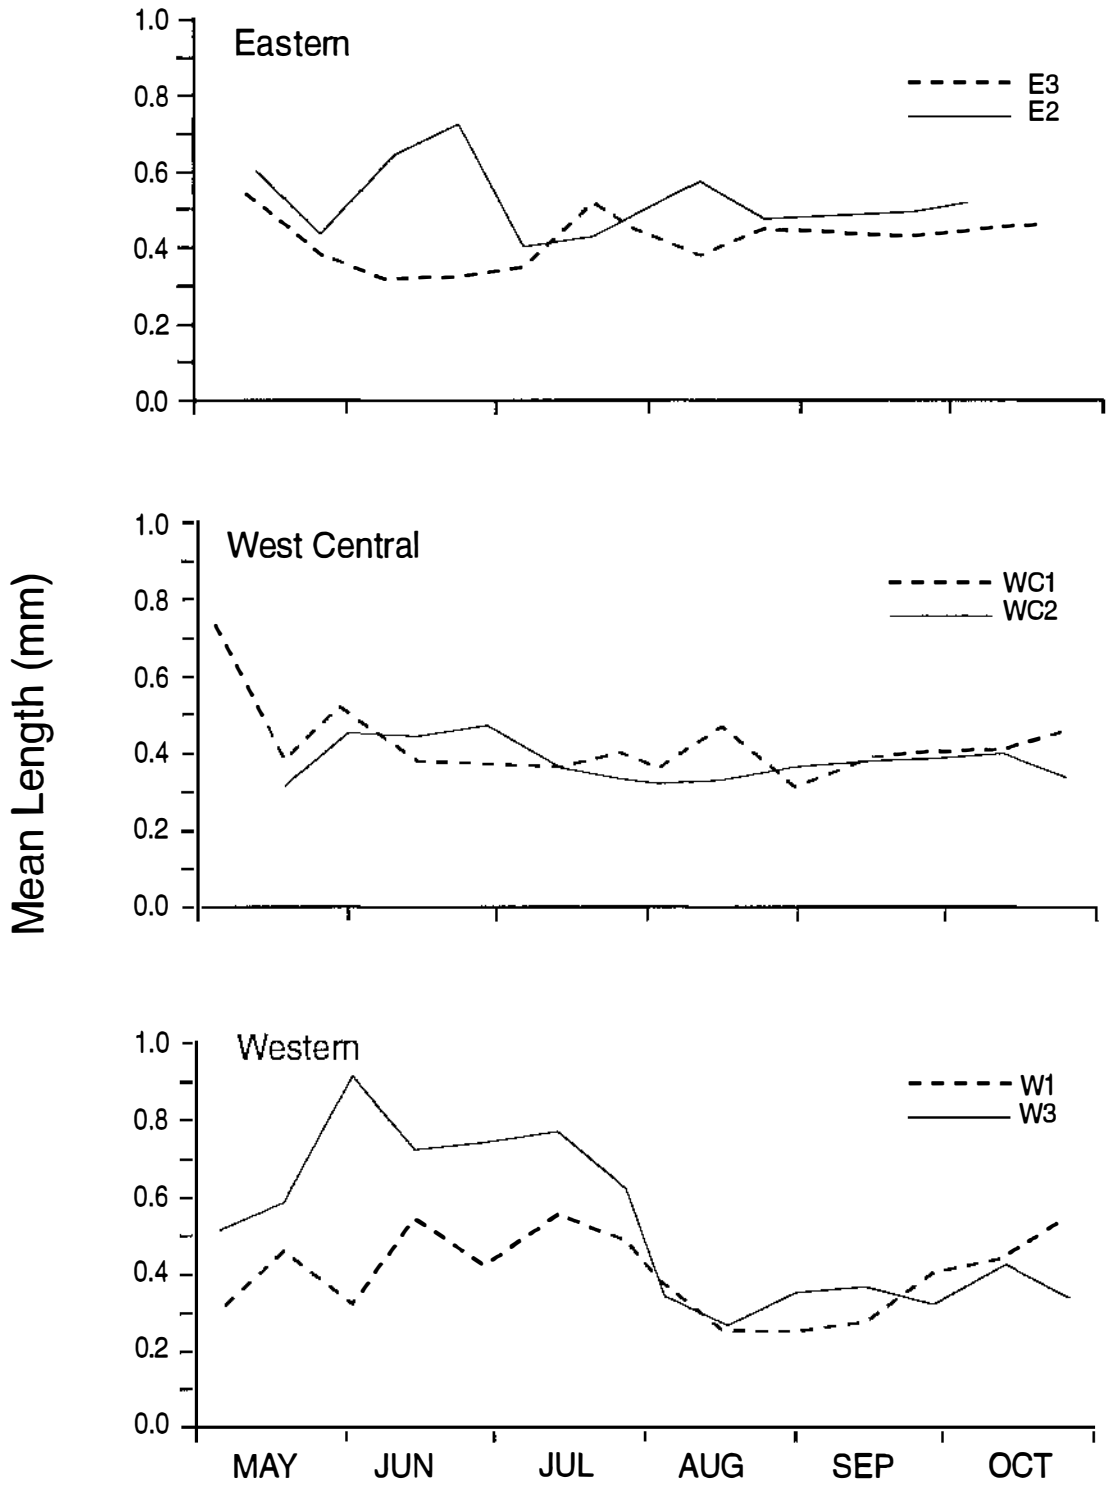 Mean Length (mm)
Eastern
E3
E2
1.0
0.8
0.6
0.4
0.2
0.0
West Central
WC1
WC2
1.0
0.8
0.6
0.4
0.2
0.0
Western
W1
W3
1.0
0.8
0.6
0.4
0.2
0.0
MAY JUN JUL AUG SEP OCT